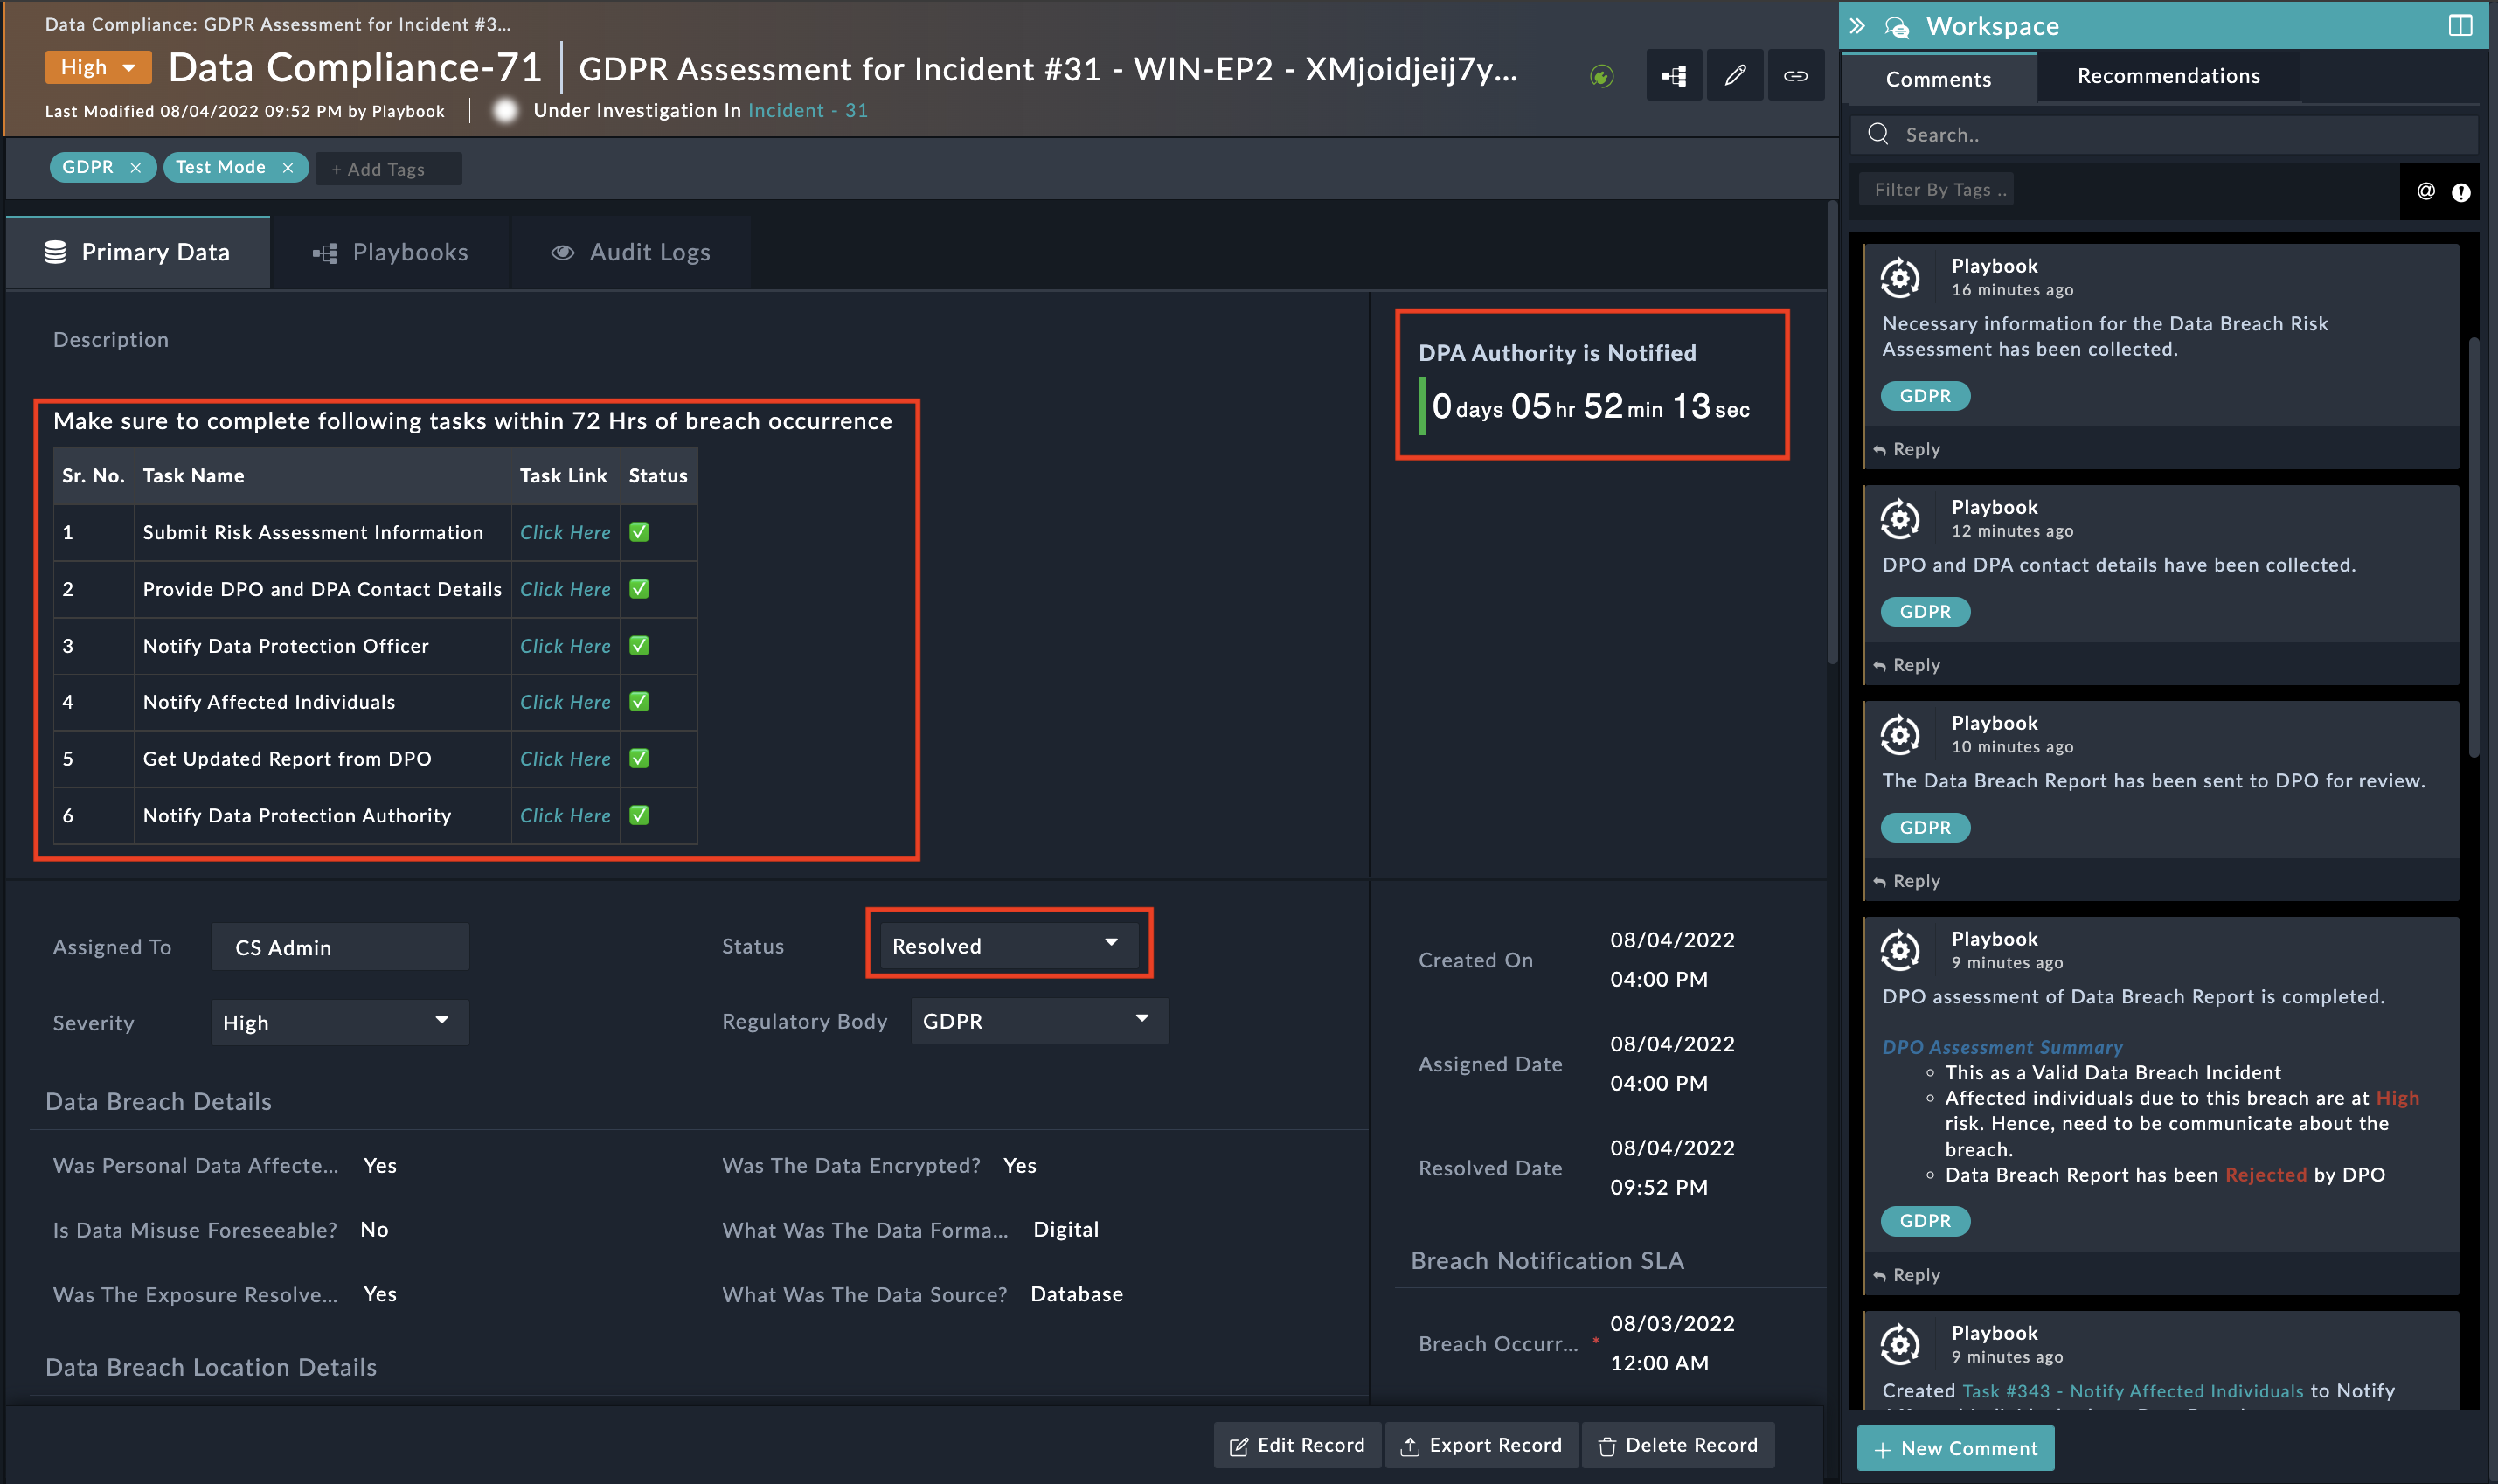 Data Compliance: GDPR Assessment for Incident #3...
High
Data Compliance-71
GDPR Assessment for Incident #31 - WIN-EP2 - XMjoidjeij7y...
Last Modified 08/04/2022 09:52 PM by Playbook
Under Investigation In Incident - 31
GDPR ×
Test Mode ×
+ Add Tags
Primary Data
Playbooks
Audit Logs
Description
Make sure to complete following tasks within 72 Hrs of breach occurrence
Sr. No. Task Name Task Link Status
1 Submit Risk Assessment Information Click Here ✅
2 Provide DPO and DPA Contact Details Click Here ✅
3 Notify Data Protection Officer Click Here ✅
4 Notify Affected Individuals Click Here ✅
5 Get Updated Report from DPO Click Here ✅
6 Notify Data Protection Authority Click Here ✅
DPA Authority is Notified
0 days 05 hr 52 min 13 sec
Assigned To CS Admin
Status Resolved
Severity High
Regulatory Body GDPR
Data Breach Details
Was Personal Data Affecte... Yes
Was The Data Encrypted? Yes
Is Data Misuse Foreseeable? No
What Was The Data Forma... Digital
Was The Exposure Resolve... Yes
What Was The Data Source? Database
Data Breach Location Details
Created On 08/04/2022
04:00 PM
Assigned Date 08/04/2022
04:00 PM
Resolved Date 08/04/2022
09:52 PM
Breach Notification SLA
Breach Occurr... * 08/03/2022
12:00 AM
Edit Record
Export Record
Delete Record
Workspace
Comments
Recommendations
Search..
Filter By Tags ..
@
Playbook
16 minutes ago
Necessary information for the Data Breach Risk
Assessment has been collected.
GDPR
Reply
Playbook
12 minutes ago
DPO and DPA contact details have been collected.
GDPR
Reply
Playbook
10 minutes ago
The Data Breach Report has been sent to DPO for review.
GDPR
Reply
Playbook
9 minutes ago
DPO assessment of Data Breach Report is completed.
DPO Assessment Summary
This as a Valid Data Breach Incident
Affected individuals due to this breach are at High
risk. Hence, need to be communicate about the
breach.
Data Breach Report has been Rejected by DPO
GDPR
Reply
Playbook
9 minutes ago
Created Task #343 - Notify Affected Individuals to Notify
+ New Comment